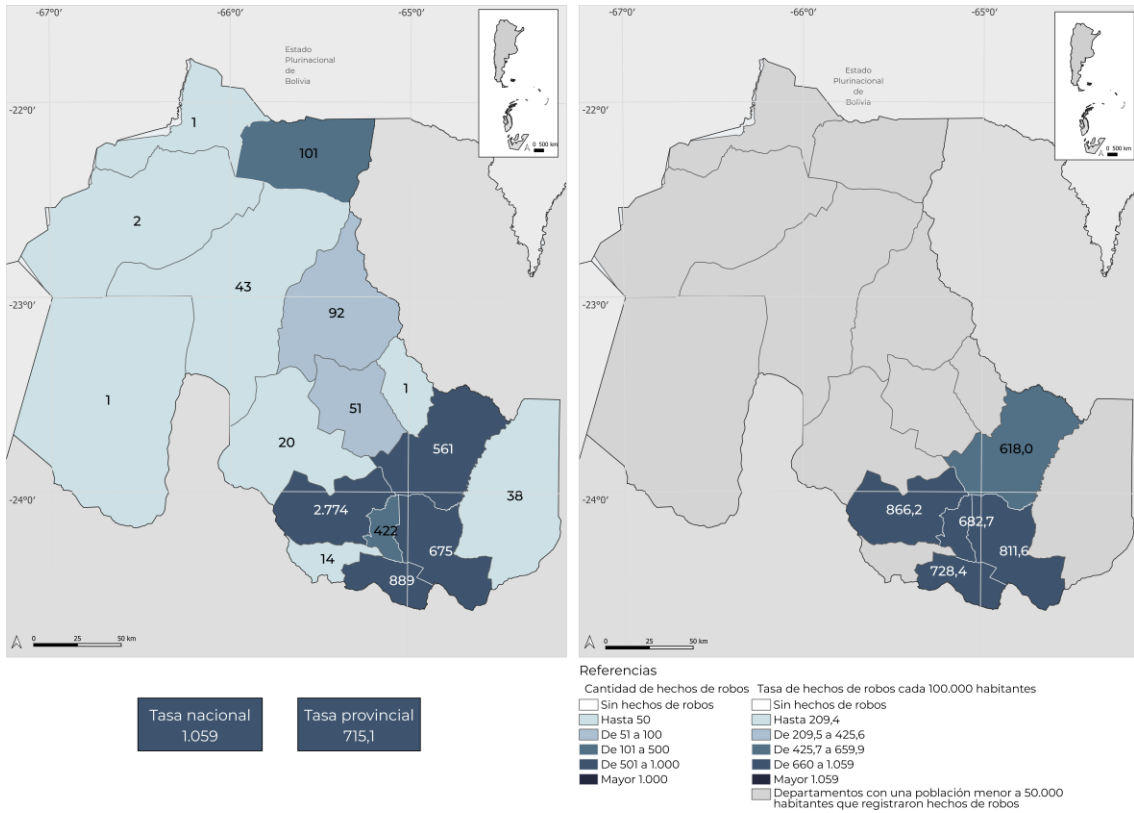 -67°0'
-66°0'
-65°0'
Estado
Plurinacional
de
Bolivia
-22°0'
-23°0'
-24°0'
0 500 km
1
101
2
43
92
1
1
51
20
561
38
2.774
422
675
14
889
A
0 25 50 km
-67°0'
-66°0'
-65°0'
Estado
Plurinacional
de
Bolivia
-22°0'
-23°0'
-24°0'
A 0 500 km
618,0
866,2
682,7
811,6
728,4
A
0 25 50 km
Tasa nacional
1.059
Tasa provincial
715,1
Referencias
Cantidad de hechos de robos
Sin hechos de robos
Hasta 50
De 51 a 100
De 101 a 500
De 501 a 1.000
Mayor 1.000
Tasa de hechos de robos cada 100.000 habitantes
Sin hechos de robos
Hasta 209,4
De 209,5 a 425,6
De 425,7 a 659,9
De 660 a 1.059
Mayor 1.059
Departamentos con una población menor a 50.000
habitantes que registraron hechos de robos